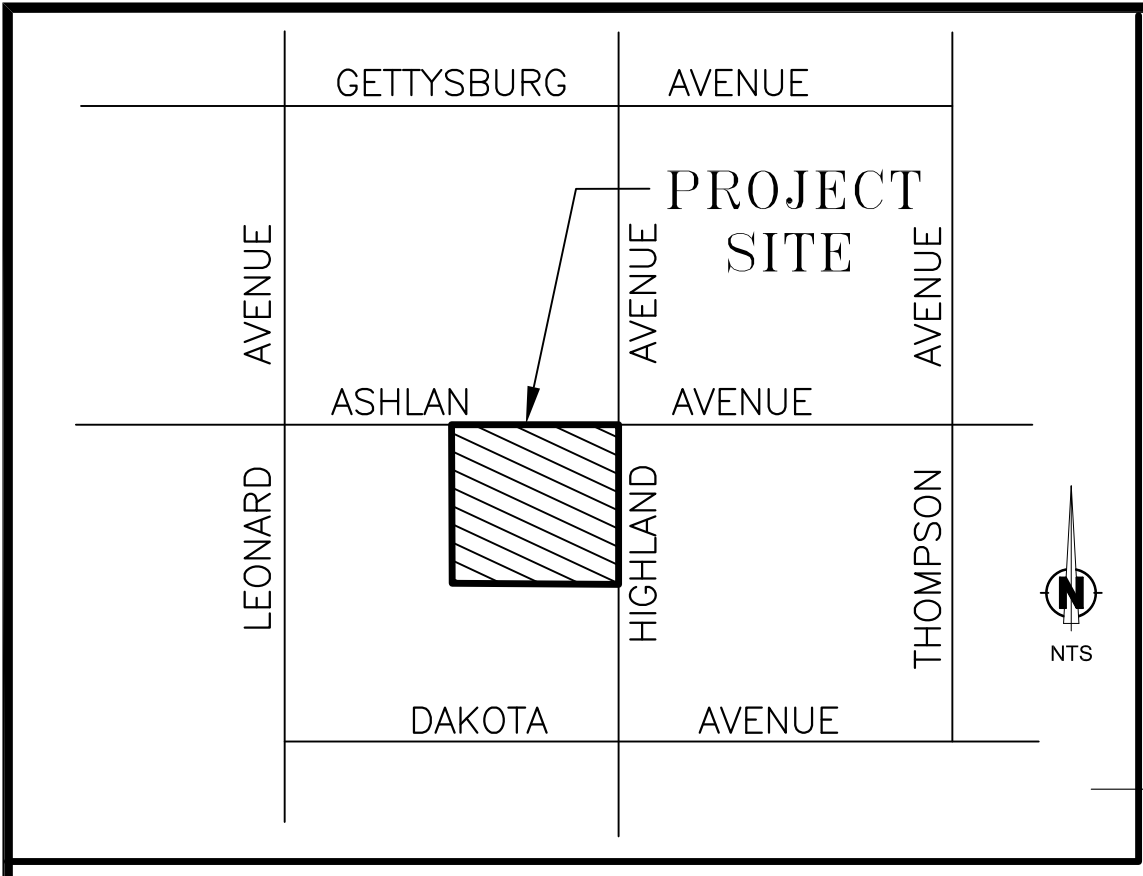 GETTYSBURG AVENUE
PROJECT
SITE
AVENUE
AVENUE
AVENUE
ASHLAN AVENUE
LEONARD
HIGHLAND
THOMPSON
N
NTS
DAKOTA AVENUE